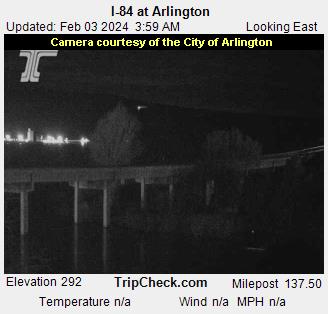 I-84 at Arlington
Updated: Feb 03 2024 3:59 AM Looking East
Camera courtesy of the City of Arlington
Elevation 292 TripCheck.com Milepost 137.50
Temperature n/a Wind n/a MPH n/a